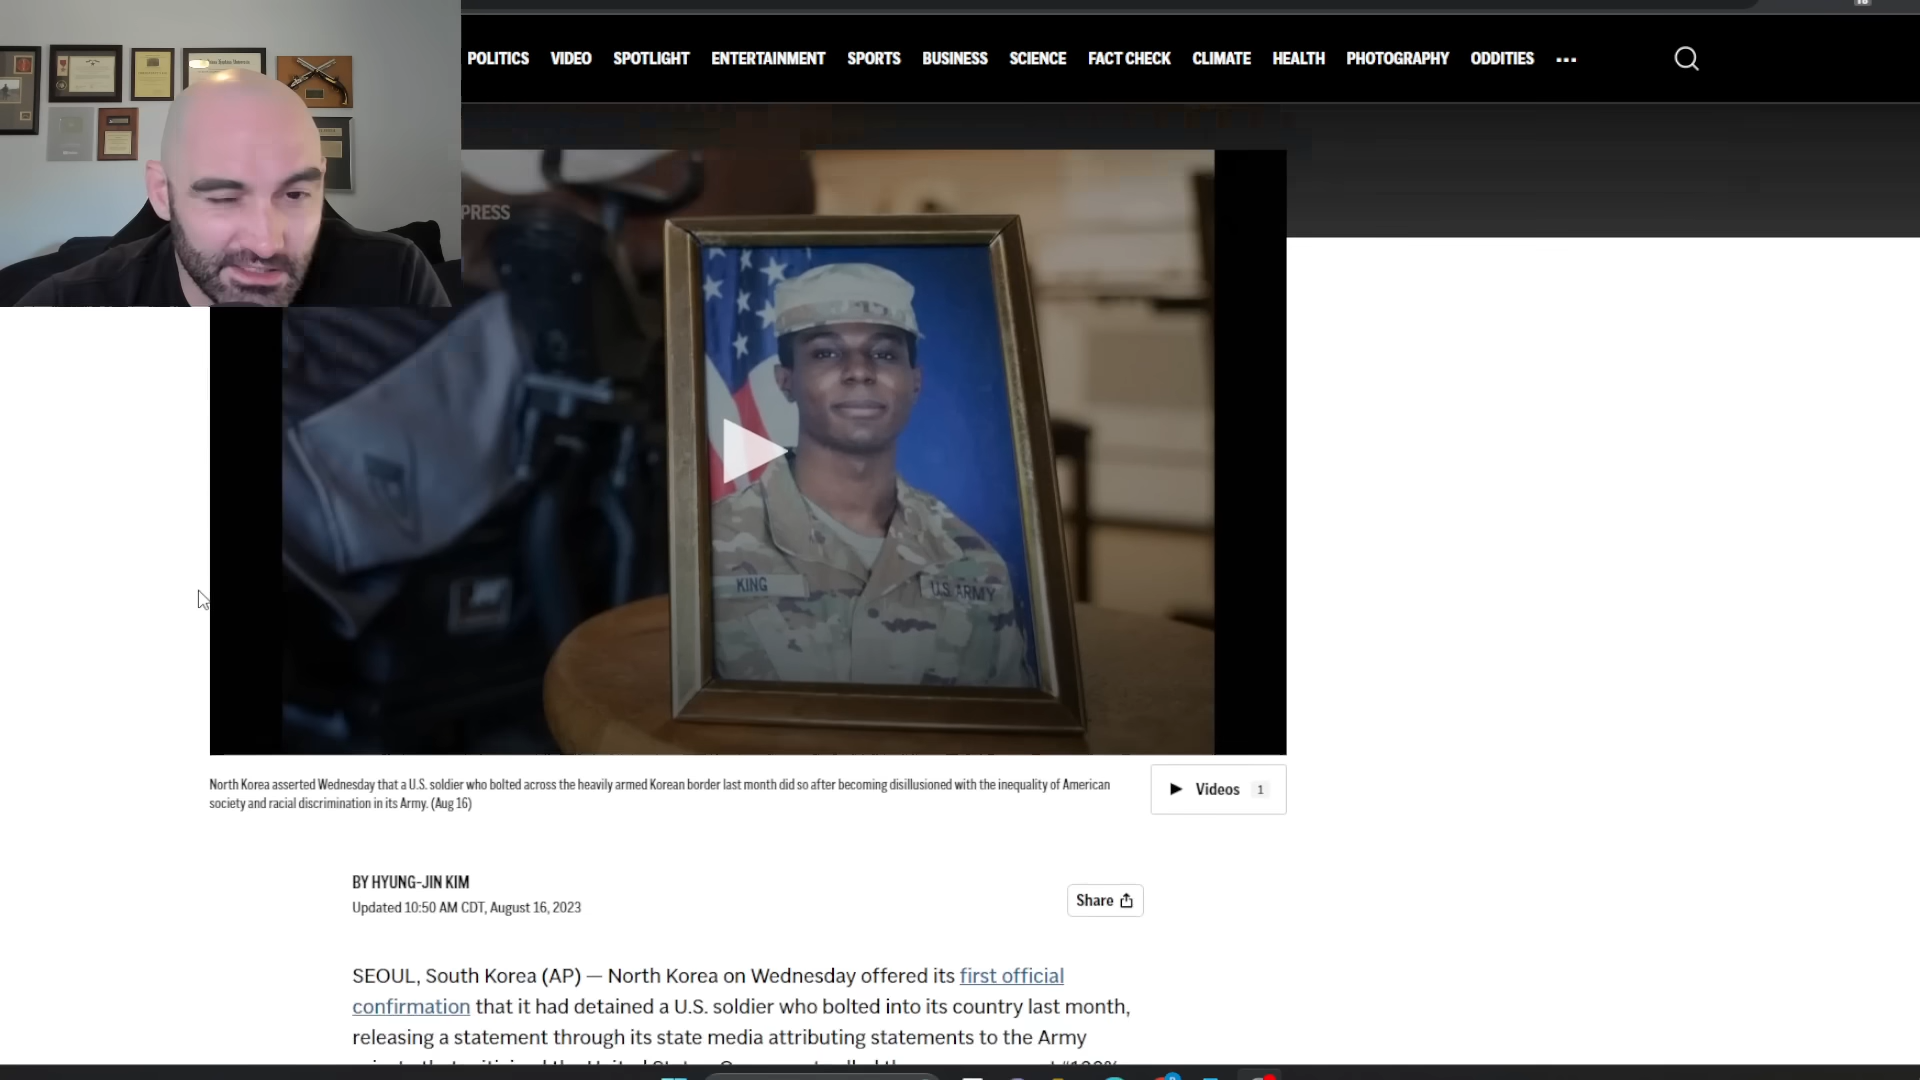 POLITICS VIDEO SPOTLIGHT ENTERTAINMENT SPORTS BUSINESS SCIENCE FACT CHECK CLIMATE HEALTH PHOTOGRAPHY ODDITIES
PRESS
KING
U.S. ARMY
North Korea asserted Wednesday that a U.S. soldier who bolted across the heavily armed Korean border last month did so after becoming disillusioned with the inequality of American
society and racial discrimination in its Army. (Aug 16)
Videos 1
BY HYUNG-JIN KIM
Updated 10:50 AM CDT, August 16, 2023
Share
SEOUL, South Korea (AP) — North Korea on Wednesday offered its first official
confirmation that it had detained a U.S. soldier who bolted into its country last month,
releasing a statement through its state media attributing statements to the Army